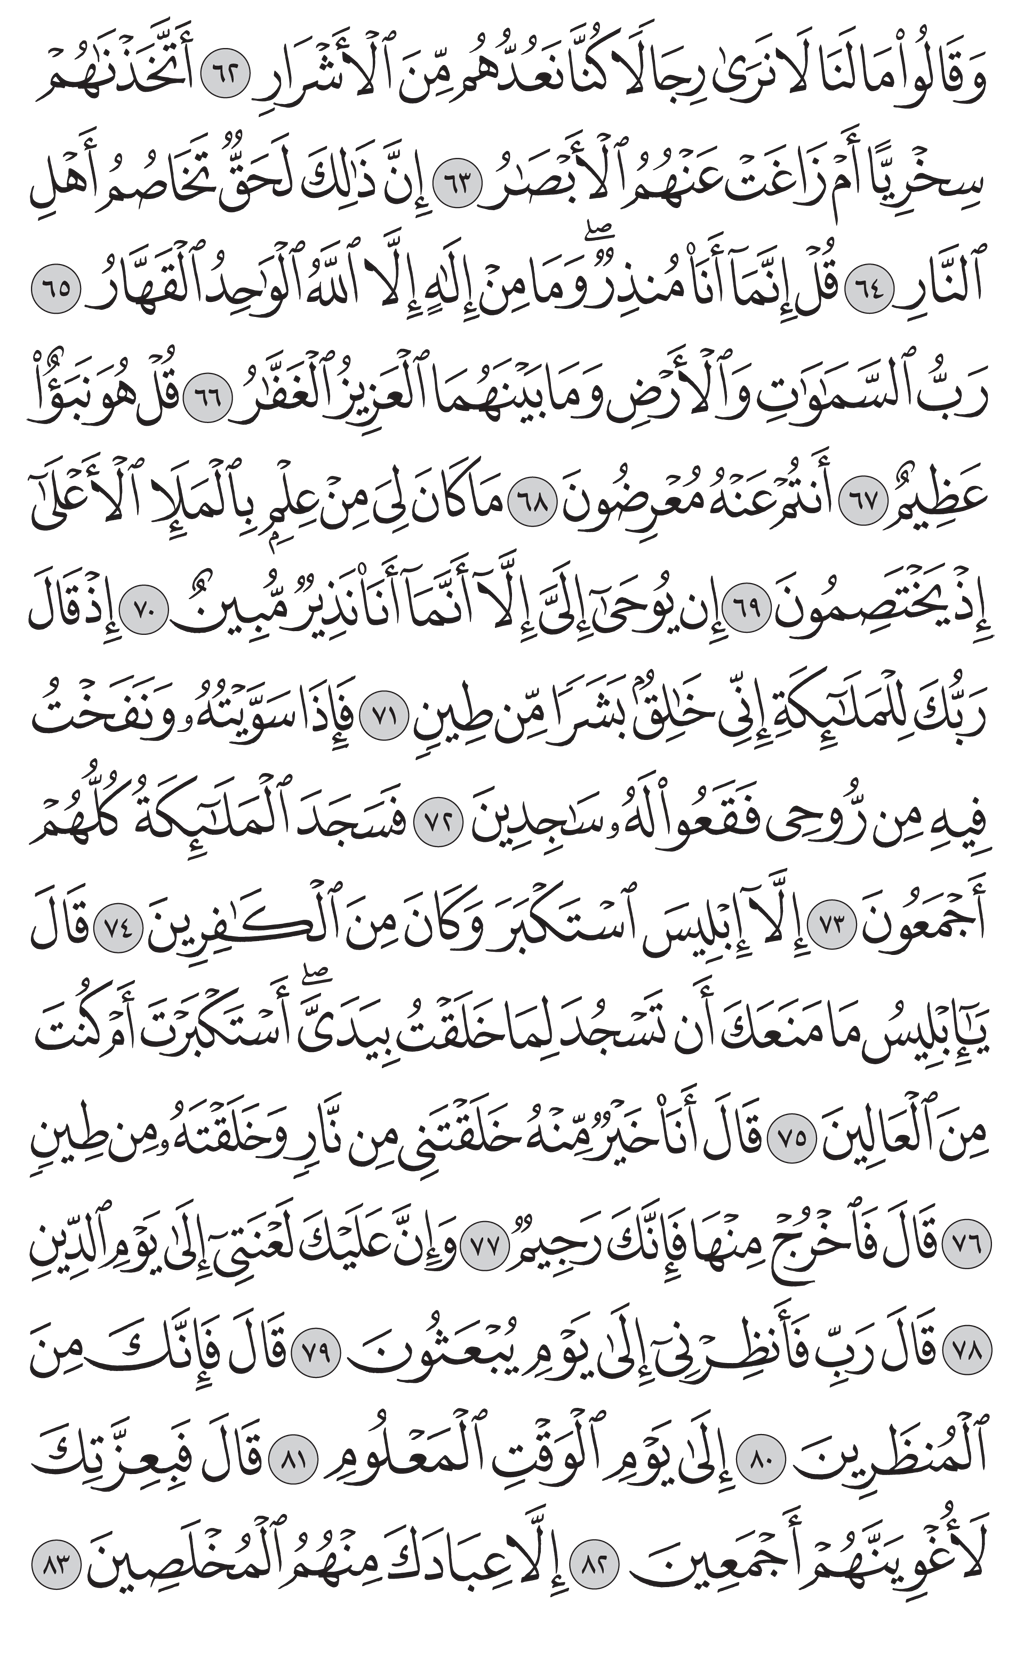 وَقَالُوا۟ مَا لَنَا لَا نَرَىٰ رِجَالًا كُنَّا نَعُدُّهُم مِّنَ ٱلْأَشْرَارِ ٦٢ أَتَّخَذْنَـٰهُمْ
سِخْرِيًّا أَمْ زَاغَتْ عَنْهُمُ ٱلْأَبْصَـٰرُ ٦٣ إِنَّ ذَٰلِكَ لَحَقٌّ تَخَاصُمُ أَهْلِ
ٱلنَّارِ ٦٤ قُلْ إِنَّمَآ أَنَا۠ مُنذِرٌ ۖ وَمَا مِنْ إِلَـٰهٍ إِلَّا ٱللَّهُ ٱلْوَٰحِدُ ٱلْقَهَّارُ ٦٥
رَبُّ ٱلسَّمَـٰوَٰتِ وَٱلْأَرْضِ وَمَا بَيْنَهُمَا ٱلْعَزِيزُ ٱلْغَفَّـٰرُ ٦٦ قُلْ هُوَ نَبَؤٌا۟
عَظِيمٌ ٦٧ أَنتُمْ عَنْهُ مُعْرِضُونَ ٦٨ مَا كَانَ لِىَ مِنْ عِلْمٍۭ بِٱلْمَلَإِ ٱلْأَعْلَىٰٓ
إِذْ يَخْتَصِمُونَ ٦٩ إِن يُوحَىٰٓ إِلَىَّ إِلَّآ أَنَّمَآ أَنَا۠ نَذِيرٌ مُّبِينٌ ٧٠ إِذْ قَالَ
رَبُّكَ لِلْمَلَـٰٓئِكَةِ إِنِّى خَـٰلِقٌۢ بَشَرًا مِّن طِينٍ ٧١ فَإِذَا سَوَّيْتُهُۥ وَنَفَخْتُ
فِيهِ مِن رُّوحِى فَقَعُوا۟ لَهُۥ سَـٰجِدِينَ ٧٢ فَسَجَدَ ٱلْمَلَـٰٓئِكَةُ كُلُّهُمْ
أَجْمَعُونَ ٧٣ إِلَّآ إِبْلِيسَ ٱسْتَكْبَرَ وَكَانَ مِنَ ٱلْكَـٰفِرِينَ ٧٤ قَالَ
يَـٰٓإِبْلِيسُ مَا مَنَعَكَ أَن تَسْجُدَ لِمَا خَلَقْتُ بِيَدَىَّ ۖ أَسْتَكْبَرْتَ أَمْ كُنتَ
مِنَ ٱلْعَالِينَ ٧٥ قَالَ أَنَا۠ خَيْرٌ مِّنْهُ خَلَقْتَنِى مِن نَّارٍ وَخَلَقْتَهُۥ مِن طِينٍ
٧٦ قَالَ فَٱخْرُجْ مِنْهَا فَإِنَّكَ رَجِيمٌ ٧٧ وَإِنَّ عَلَيْكَ لَعْنَتِىٓ إِلَىٰ يَوْمِ ٱلدِّينِ
٧٨ قَالَ رَبِّ فَأَنظِرْنِىٓ إِلَىٰ يَوْمِ يُبْعَثُونَ ٧٩ قَالَ فَإِنَّكَ مِنَ
ٱلْمُنظَرِينَ ٨٠ إِلَىٰ يَوْمِ ٱلْوَقْتِ ٱلْمَعْلُومِ ٨١ قَالَ فَبِعِزَّتِكَ
لَأُغْوِيَنَّهُمْ أَجْمَعِينَ ٨٢ إِلَّا عِبَادَكَ مِنْهُمُ ٱلْمُخْلَصِينَ ٨٣